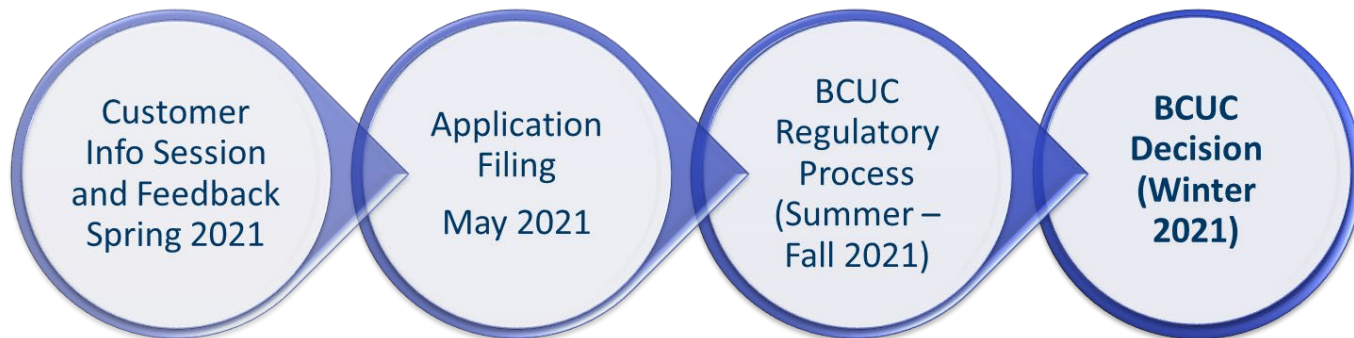 Customer
Info Session
and Feedback
Spring 2021
Application
Filing
May 2021
BCUC
Regulatory
Process
(Summer –
Fall 2021)
BCUC
Decision
(Winter
2021)